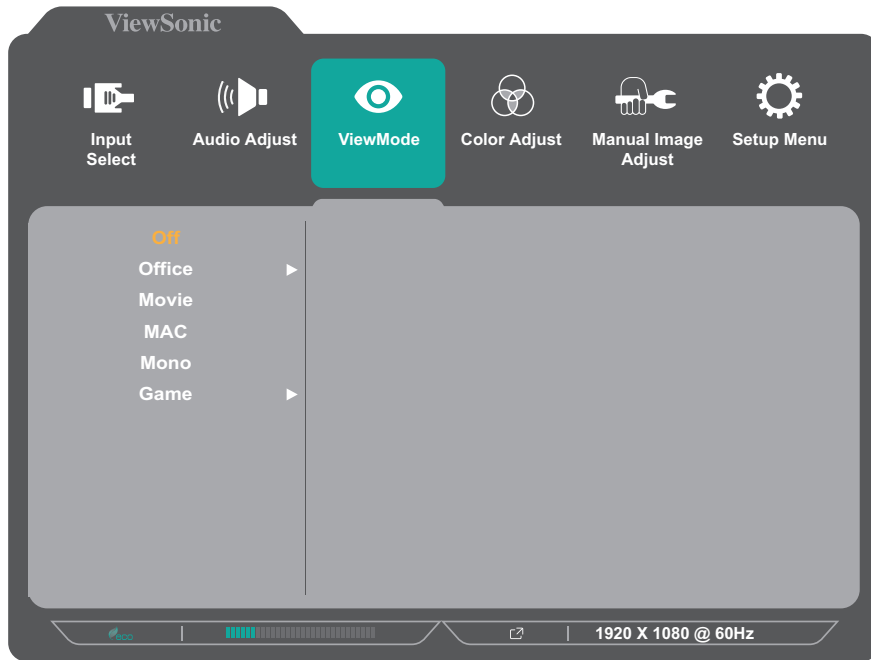 ViewSonic
Input
Select
Audio Adjust
ViewMode
Color Adjust
Manual Image
Adjust
Setup Menu
Off
Office
Movie
MAC
Mono
Game
eco
1920 X 1080 @ 60Hz